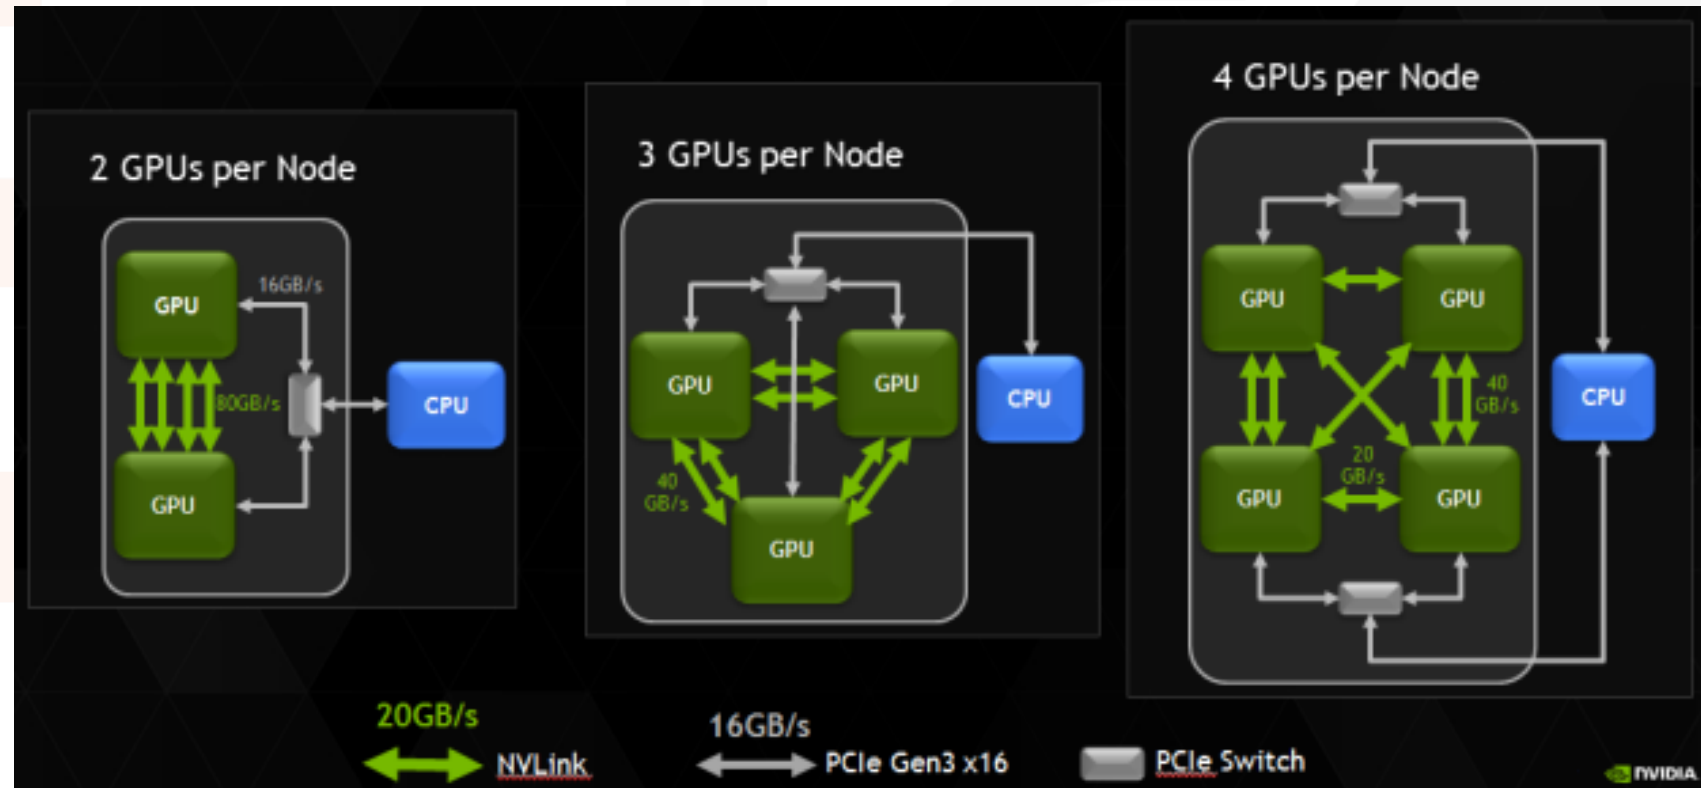 2 GPUs per Node
GPU
16GB/s
80GB/s
CPU
GPU
3 GPUs per Node
GPU
GPU
CPU
40
GB/s
GPU
4 GPUs per Node
GPU
GPU
40
GB/s
CPU
20
GB/s
GPU
GPU
20GB/s
NVLink
16GB/s
PCIe Gen3 x16
PCIe Switch
NVIDIA